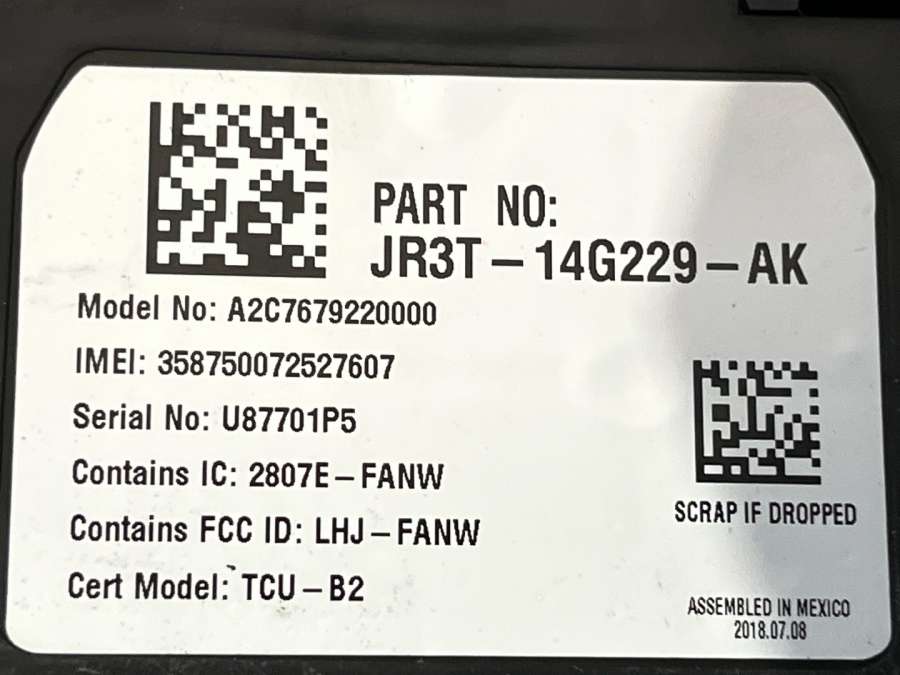 PART NO:
JR3T-14G229-AK
Model No: A2C7679220000
IMEI: 358750072527607
Serial No: U87701P5
Contains IC: 2807E-FANW
Contains FCC ID: LHJ-FANW
Cert Model: TCU-B2
SCRAP IF DROPPED
ASSEMBLED IN MEXICO
2018.07.08